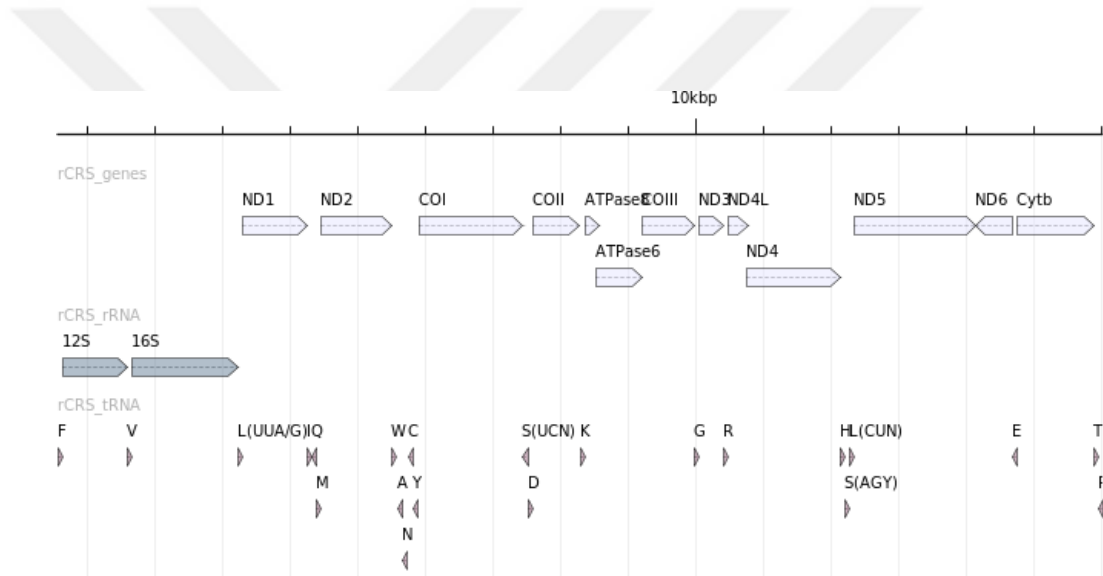 10kbp
rCRS_genes
ND1 ND2 COI COII ATPase8 COIII ND3 ND4L ND5 ND6 Cytb
ATPase6 ND4
rCRS_rRNA
12S 16S
rCRS_tRNA
F V L(UUA/G) I Q W C S(UCN) K G R H L(CUN) E T
M A Y D S(AGY)
N